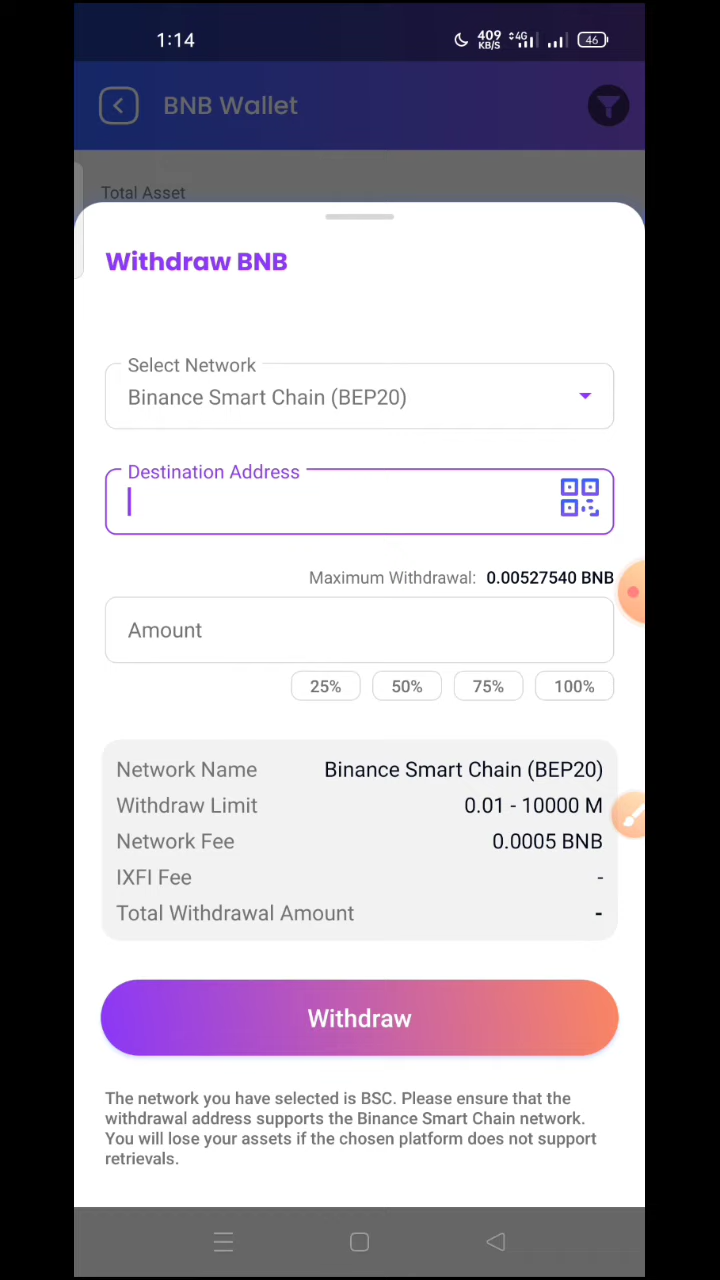 1:14
409 KB/S 4G 46
BNB Wallet
Total Asset
Withdraw BNB
Select Network
Binance Smart Chain (BEP20)
Destination Address
Maximum Withdrawal: 0.00527540 BNB
Amount
25% 50% 75% 100%
Network Name Binance Smart Chain (BEP20)
Withdraw Limit 0.01 - 10000 M
Network Fee 0.0005 BNB
IXFI Fee -
Total Withdrawal Amount -
Withdraw
The network you have selected is BSC. Please ensure that the
withdrawal address supports the Binance Smart Chain network.
You will lose your assets if the chosen platform does not support
retrievals.